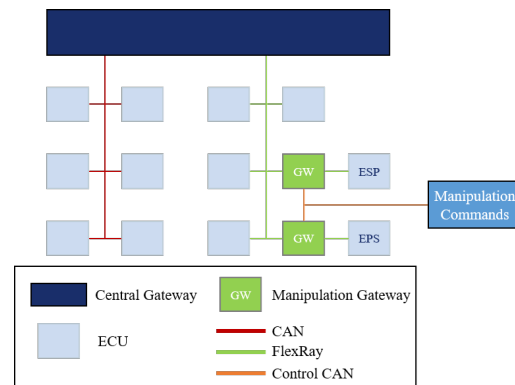 GW
ESP
Manipulation
Commands
GW
EPS
Central Gateway
GW
Manipulation Gateway
ECU
CAN
FlexRay
Control CAN